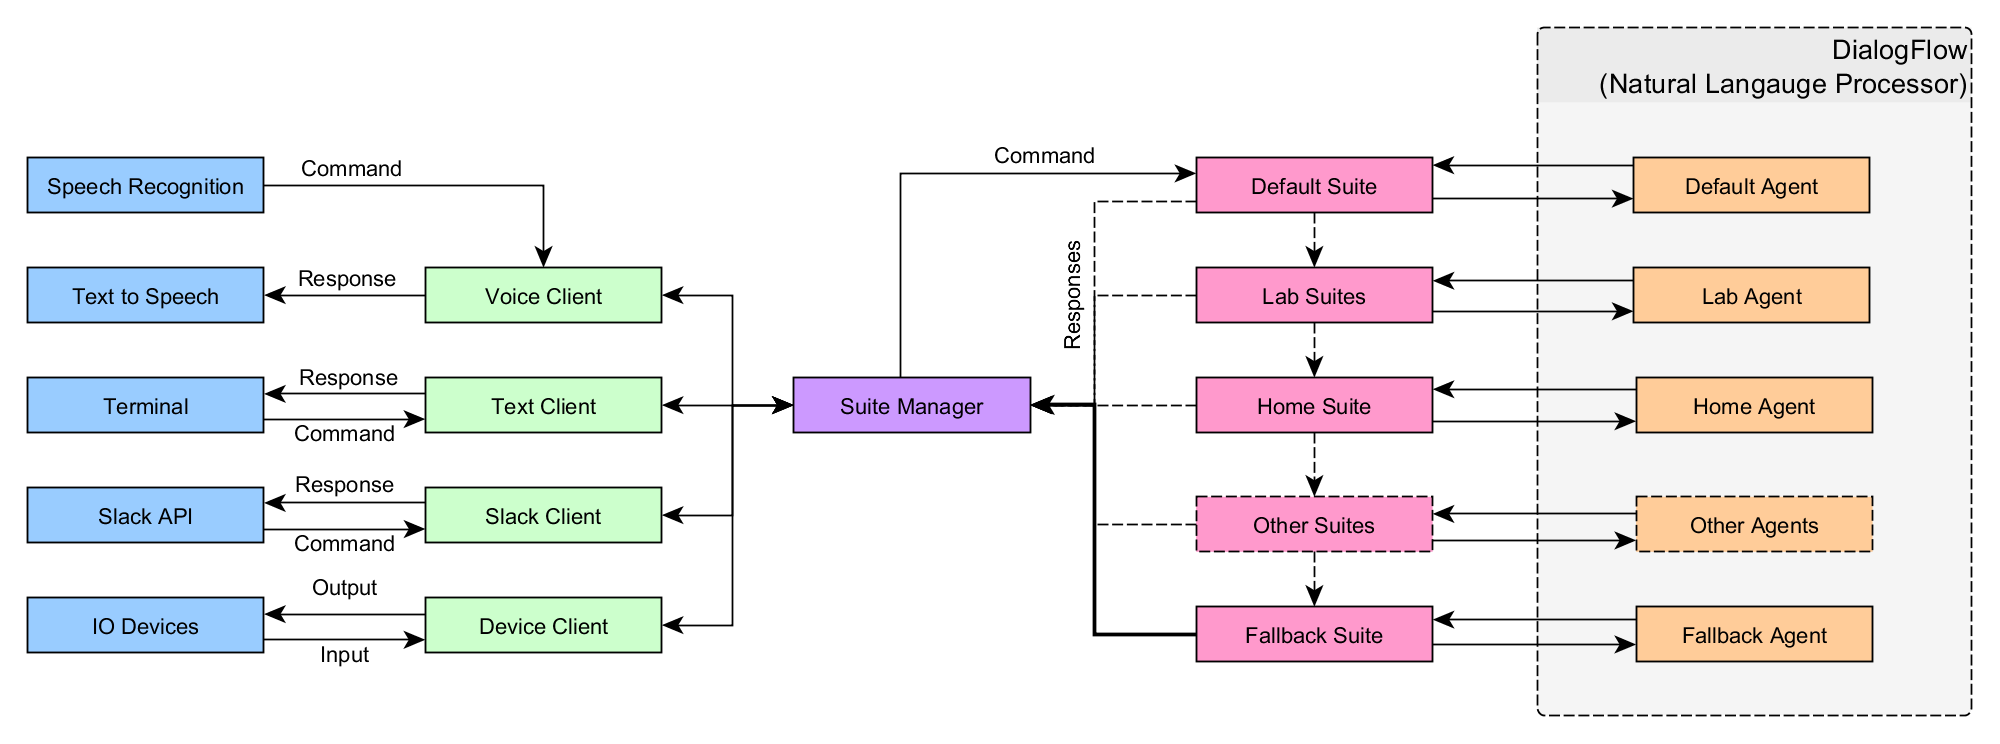 DialogFlow
(Natural Langauge Processor)
Command
Command
Speech Recognition
Default Suite
Default Agent
Responses
Response
Text to Speech
Voice Client
Lab Suites
Lab Agent
Response
Terminal
Text Client
Suite Manager
Home Suite
Home Agent
Command
Response
Slack API
Slack Client
Other Suites
Other Agents
Command
Output
IO Devices
Device Client
Fallback Suite
Fallback Agent
Input